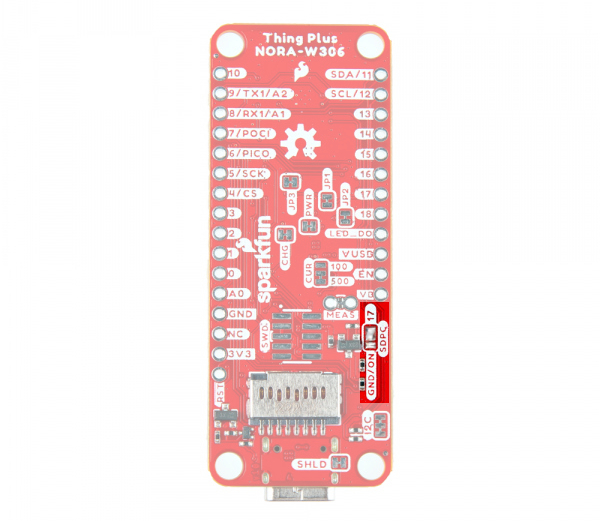 Thing Plus
NORA-W306
10
SDA/11
9/TX1/A2
SCL/12
8/RX1/A1
13
7/POCI
14
6/PICO
15
5/SCK
16
4/CS
17
3
18
2
LED_DO
1
VUSB
0
EN
A0
VB
GND
NC
3V3
RST
JP1
JP2
JP3
PWR
CHG
sparkfun
CUR
100
500
MEAS
SWD
17
SDPC
GND/ON
I2C
SHLD